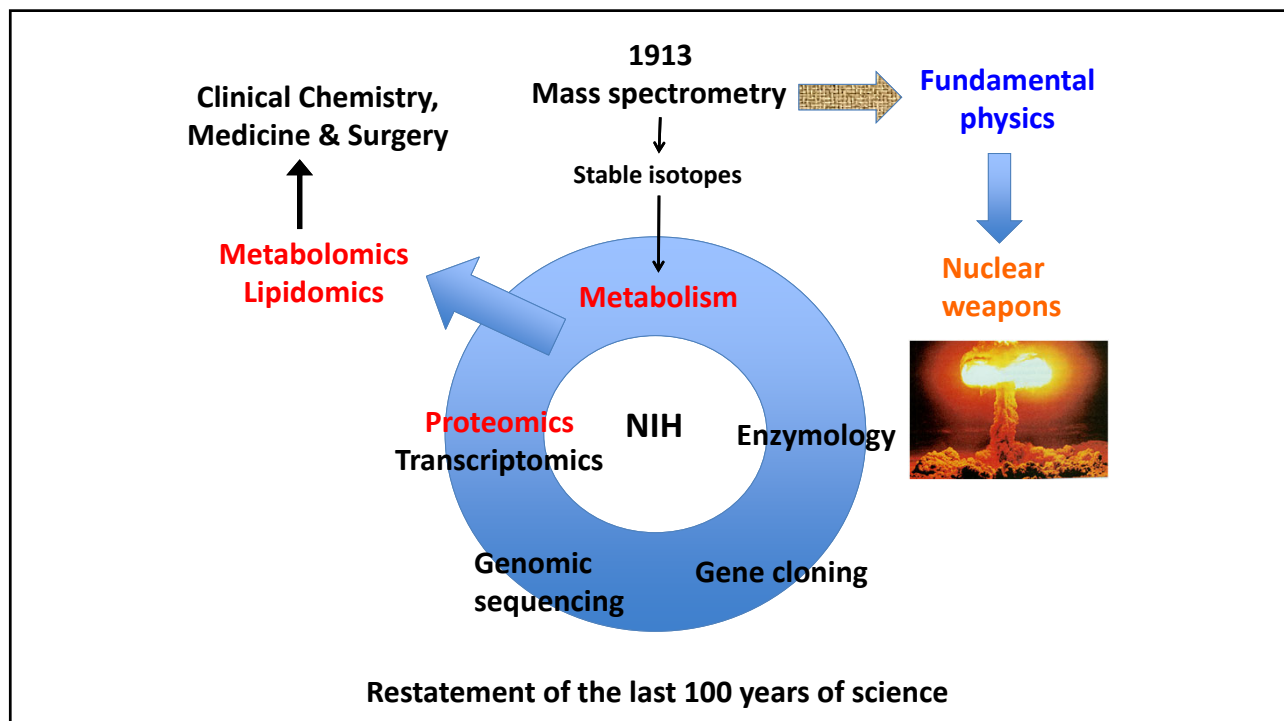 1913
Mass spectrometry
Fundamental
physics
Clinical Chemistry,
Medicine & Surgery
Stable isotopes
Metabolomics
Lipidomics
Metabolism
Nuclear
weapons
Proteomics
Transcriptomics
NIH
Enzymology
Genomic
sequencing
Gene cloning
Restatement of the last 100 years of science